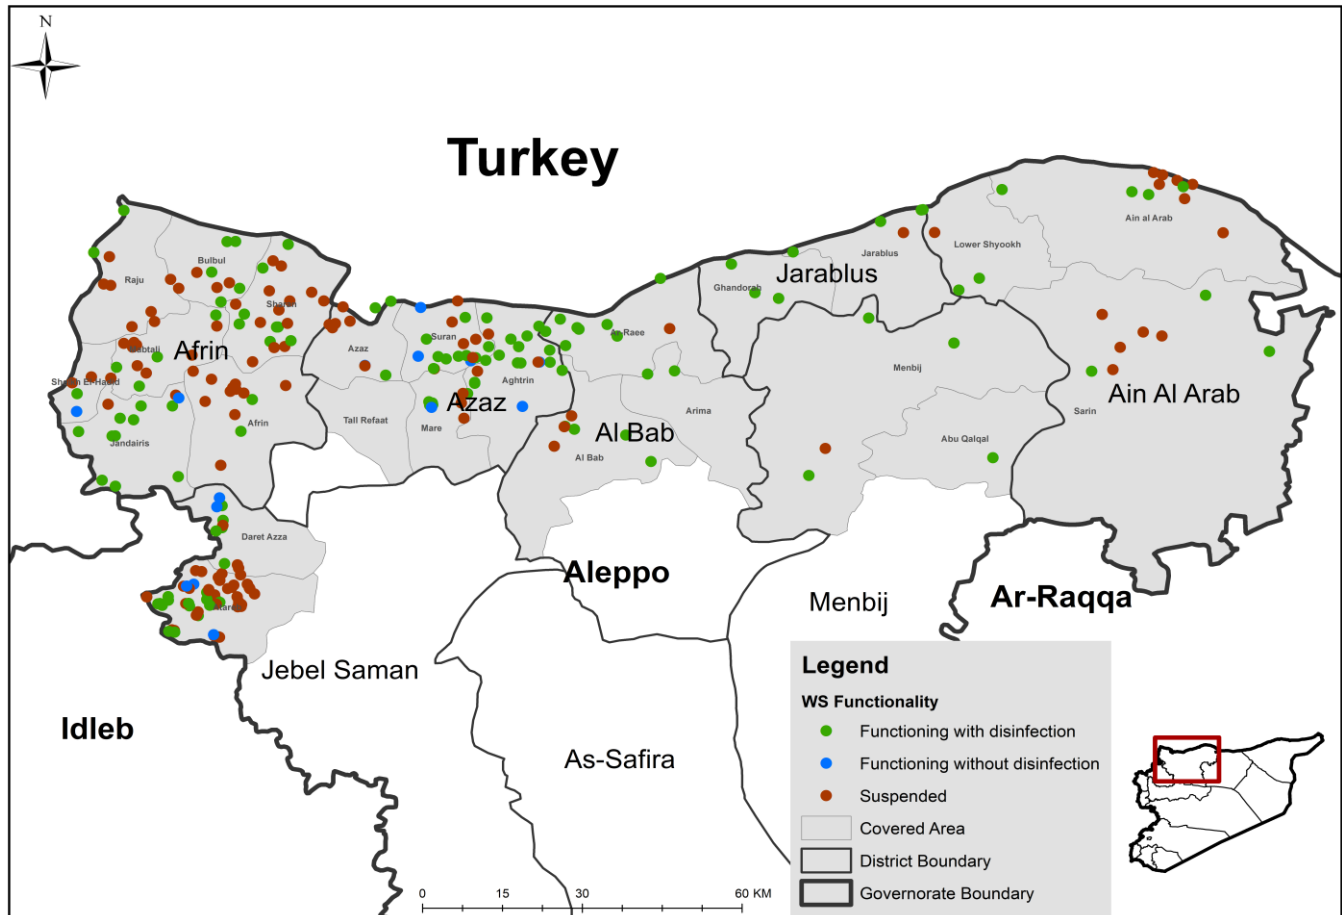 N
Turkey
Ain al Arab
Lower Shyookh
Jarablus
Jarablus
Ghandorah
Bulbul
Raju
Sharan
Ar-Raee
Suran
Azaz
Afrin
Aghtrin
Menbij
Ain Al Arab
Azaz
Arima
Sarin
Tall Refaat
Mare
Al Bab
Al Bab
Afrin
Jandairis
Abu Qalqal
Daret Azza
Aleppo
Menbij
Ar-Raqqa
Jebel Saman
Idleb
As-Safira
Legend
WS Functionality
Functioning with disinfection
Functioning without disinfection
Suspended
Covered Area
District Boundary
Governorate Boundary
0 15 30 60 KM